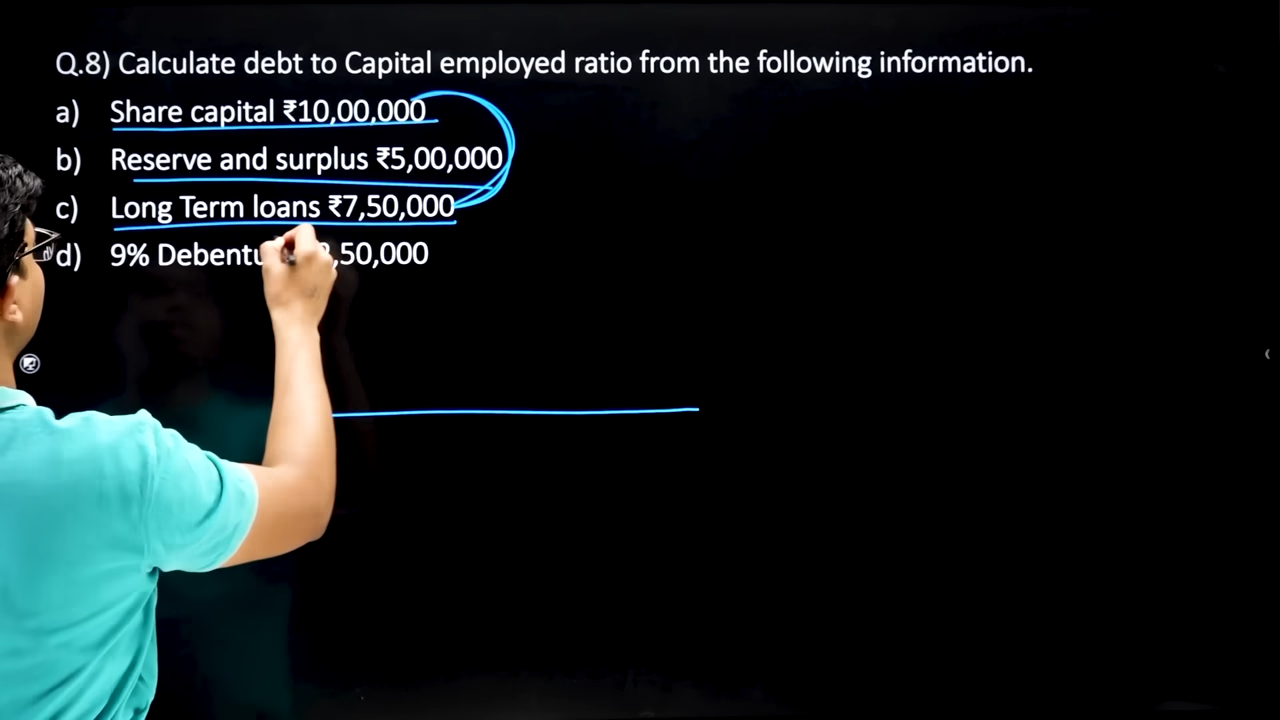 Q.8) Calculate debt to Capital employed ratio from the following information.
a) Share capital ₹10,00,000
b) Reserve and surplus ₹5,00,000
c) Long Term loans ₹7,50,000
d) 9% ,50,000